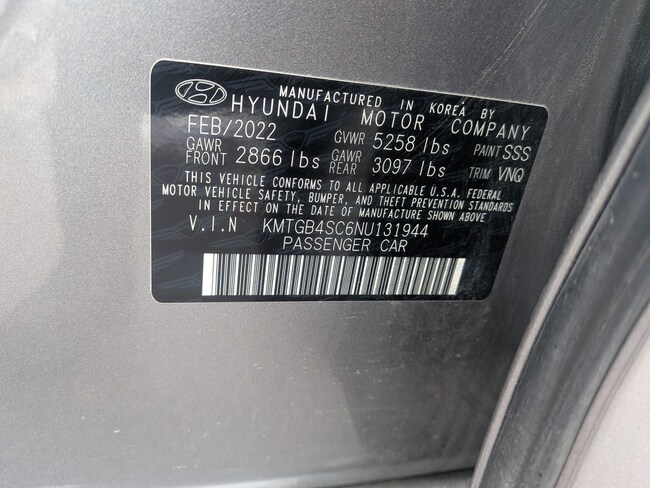 MANUFACTURED IN KOREA BY
HYUNDAI MOTOR COMPANY
FEB/2022 GVWR 5258 lbs PAINT SSS
GAWR FRONT 2866 lbs GAWR REAR 3097 lbs TRIM VNQ
THIS VEHICLE CONFORMS TO ALL APPLICABLE U.S.A. FEDERAL
MOTOR VEHICLE SAFETY, BUMPER, AND THEFT PREVENTION STANDARDS
IN EFFECT ON THE DATE OF MANUFACTURE SHOWN ABOVE
V.I.N KMTGB4SC6NU131944
PASSENGER CAR